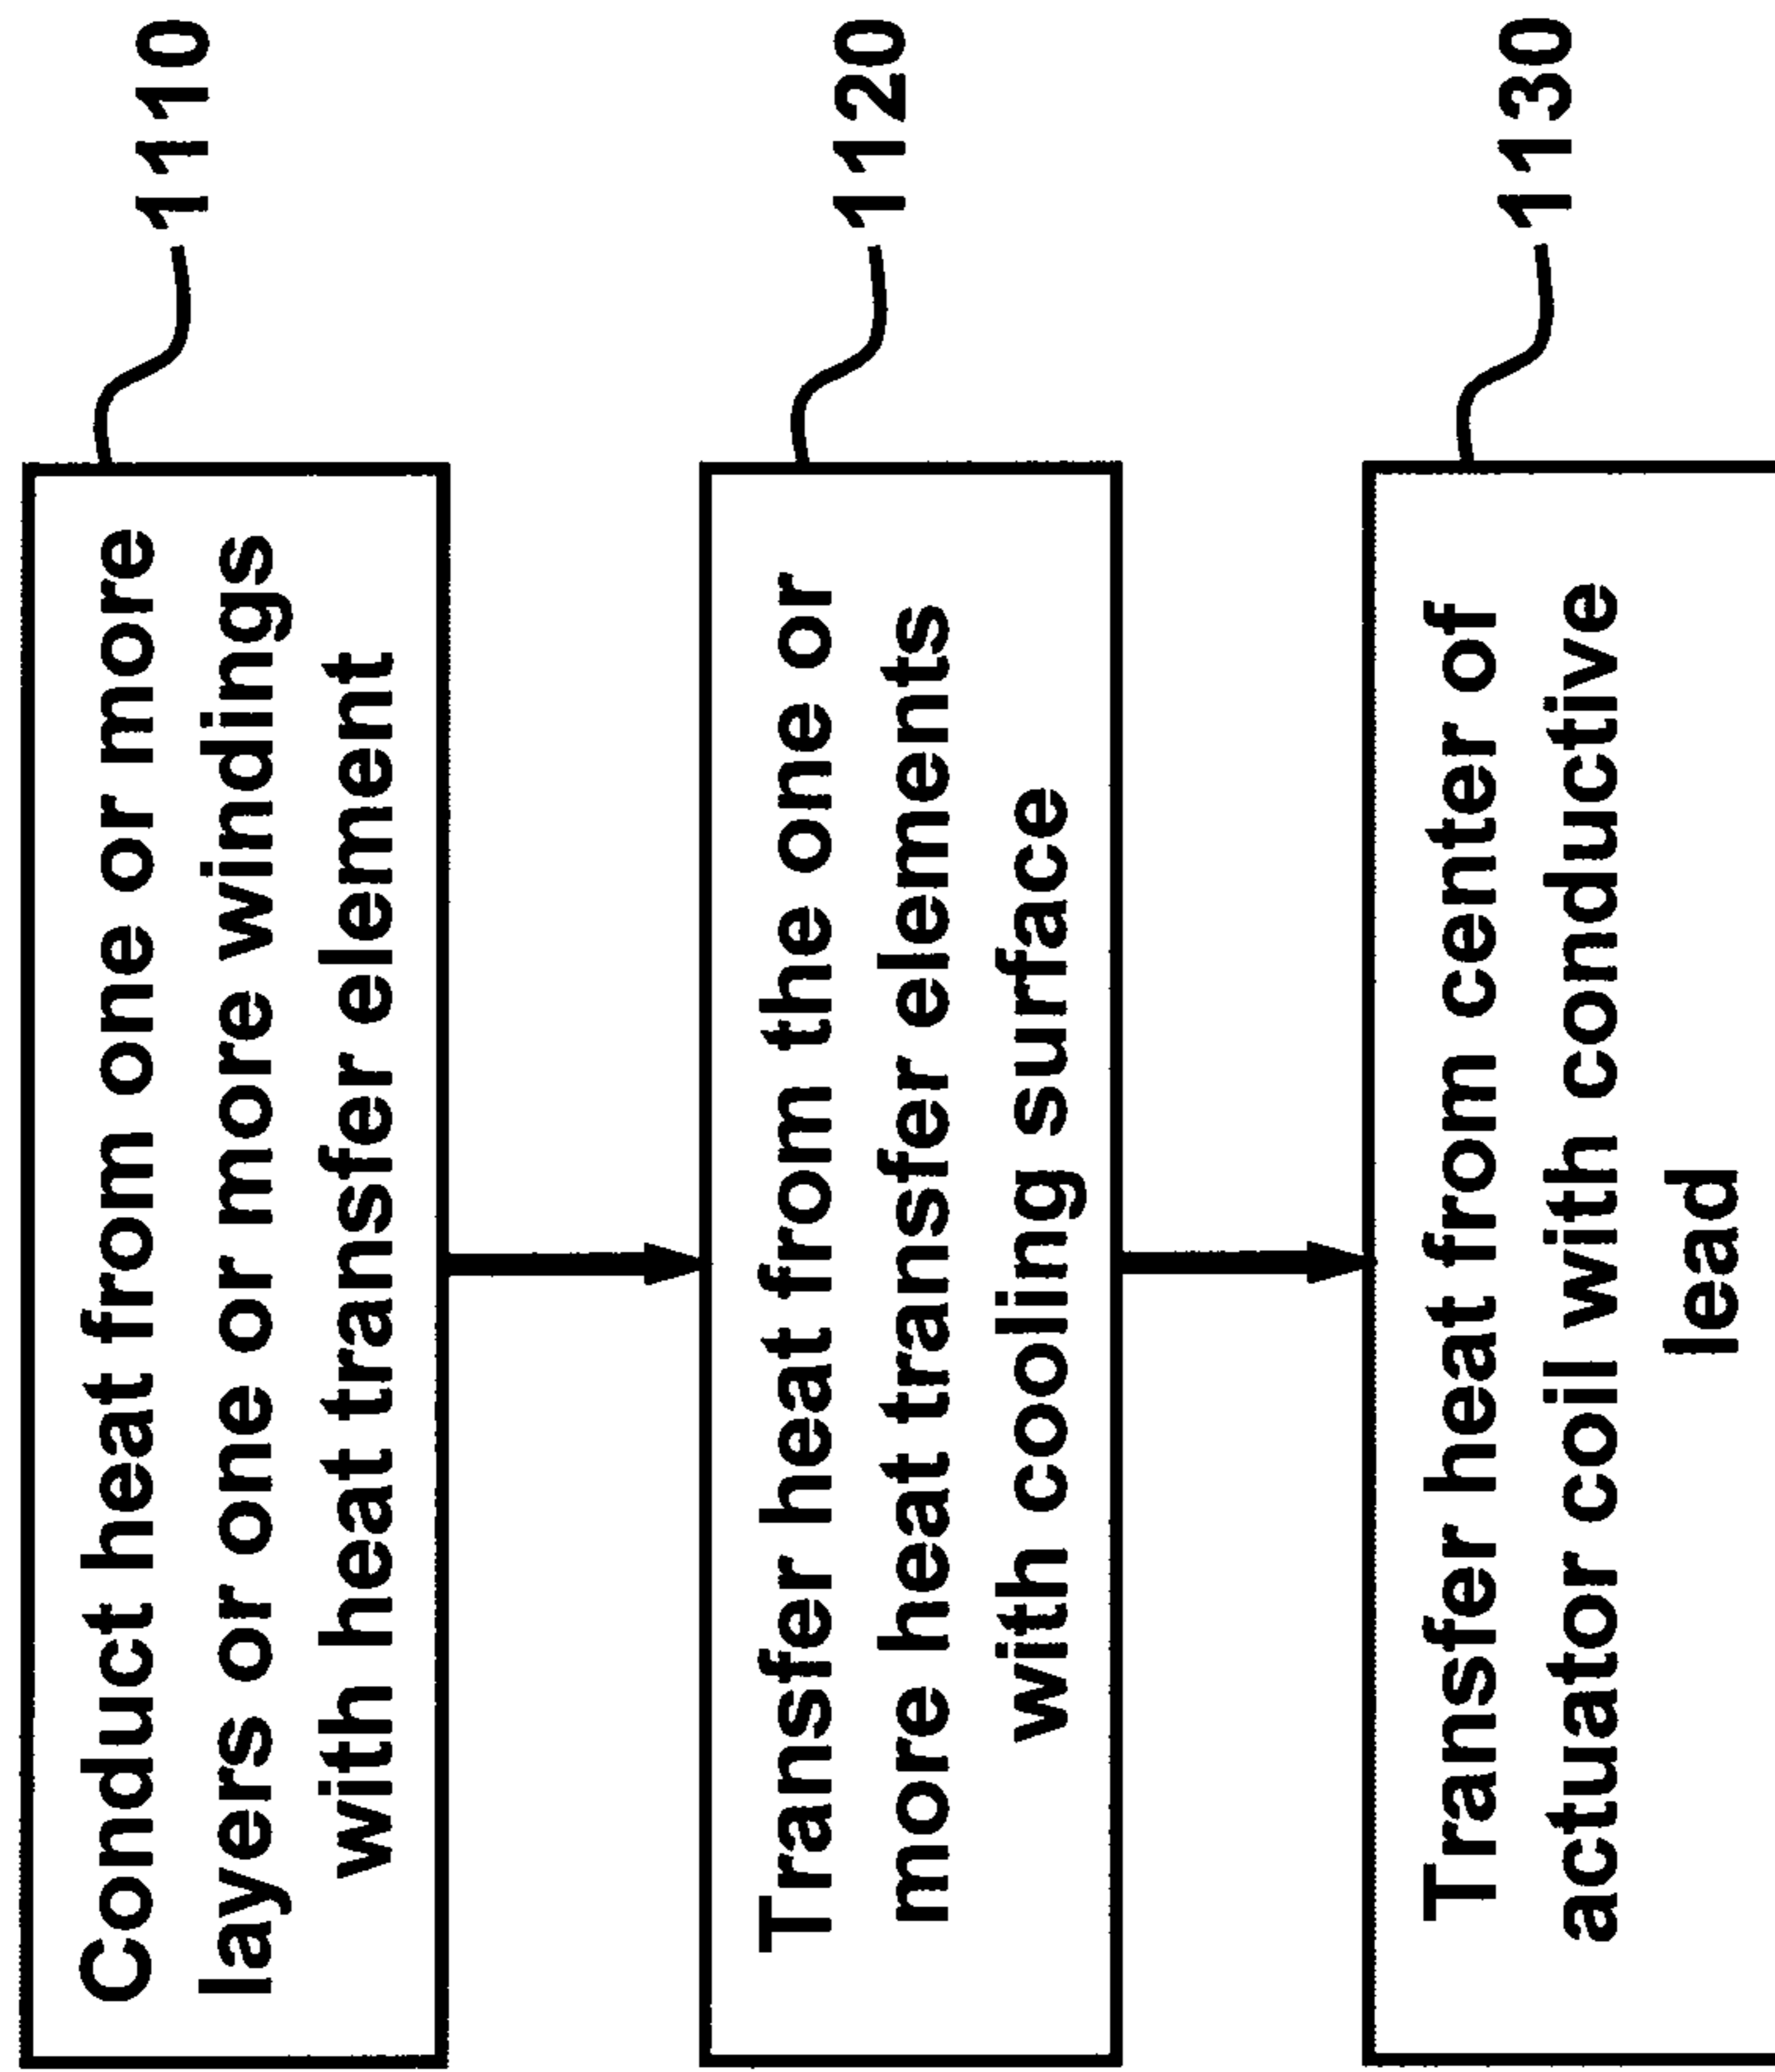 Conduct heat from one or more
layers or one or more windings
with heat transfer element
1110
Transfer heat from the one or
more heat transfer elements
with cooling surface
1120
Transfer heat from center of
actuator coil with conductive
lead
1130